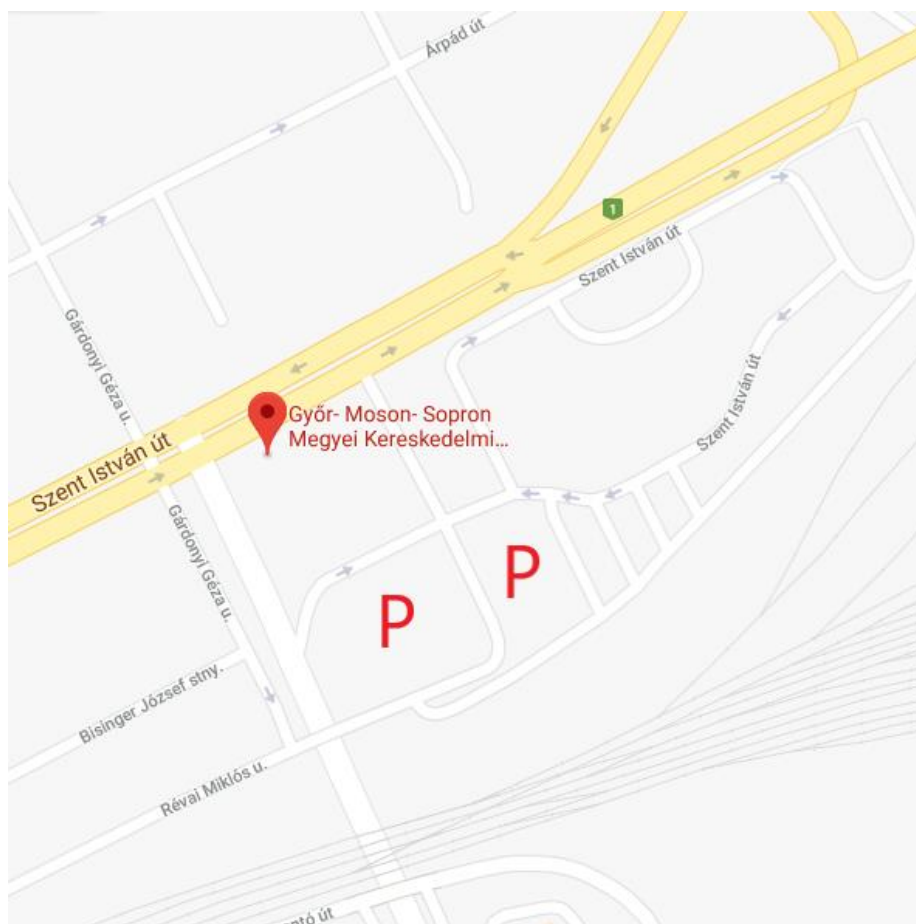 Árpád út
1
Szent István út
Gárdonyi Géza u.
Győr- Moson- Sopron
Megyei Kereskedelmi...
Szent István út
Szent István út
Gárdonyi Géza u.
P
P
Bisinger József stny.
Révai Miklós u.
út